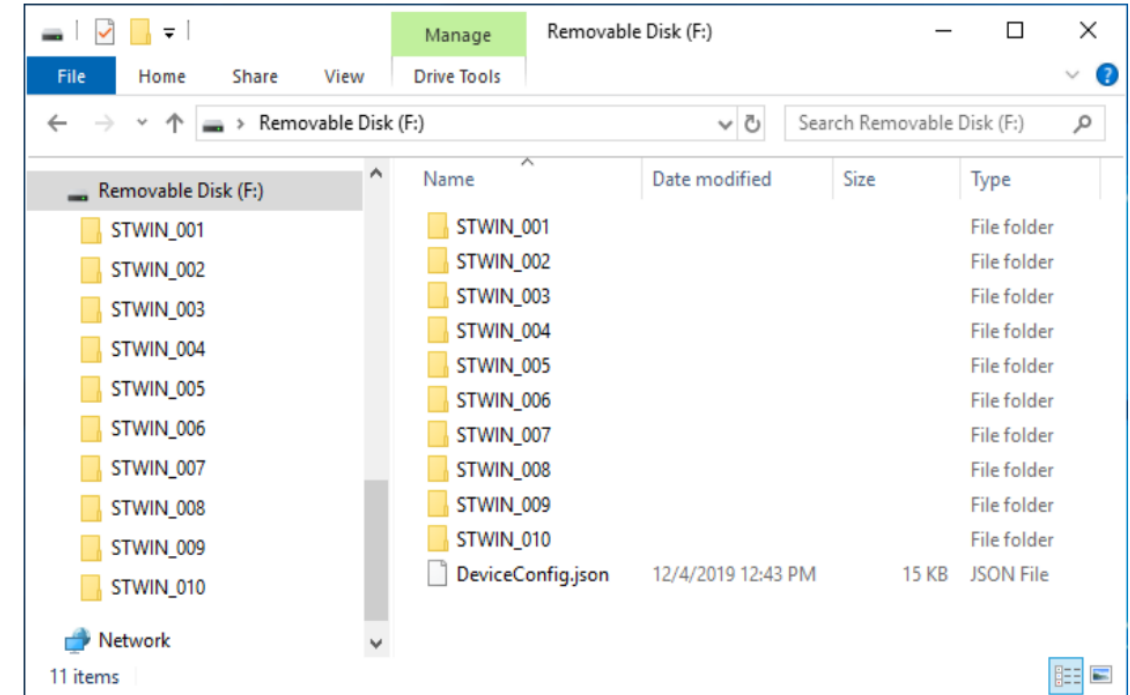 Manage Removable Disk (F:)
File Home Share View Drive Tools
Removable Disk (F:) Search Removable Disk (F:)
Removable Disk (F:)
STWIN_001
STWIN_002
STWIN_003
STWIN_004
STWIN_005
STWIN_006
STWIN_007
STWIN_008
STWIN_009
STWIN_010
Network
Name Date modified Size Type
STWIN_001 File folder
STWIN_002 File folder
STWIN_003 File folder
STWIN_004 File folder
STWIN_005 File folder
STWIN_006 File folder
STWIN_007 File folder
STWIN_008 File folder
STWIN_009 File folder
STWIN_010 File folder
DeviceConfig.json 12/4/2019 12:43 PM 15 KB JSON File
11 items